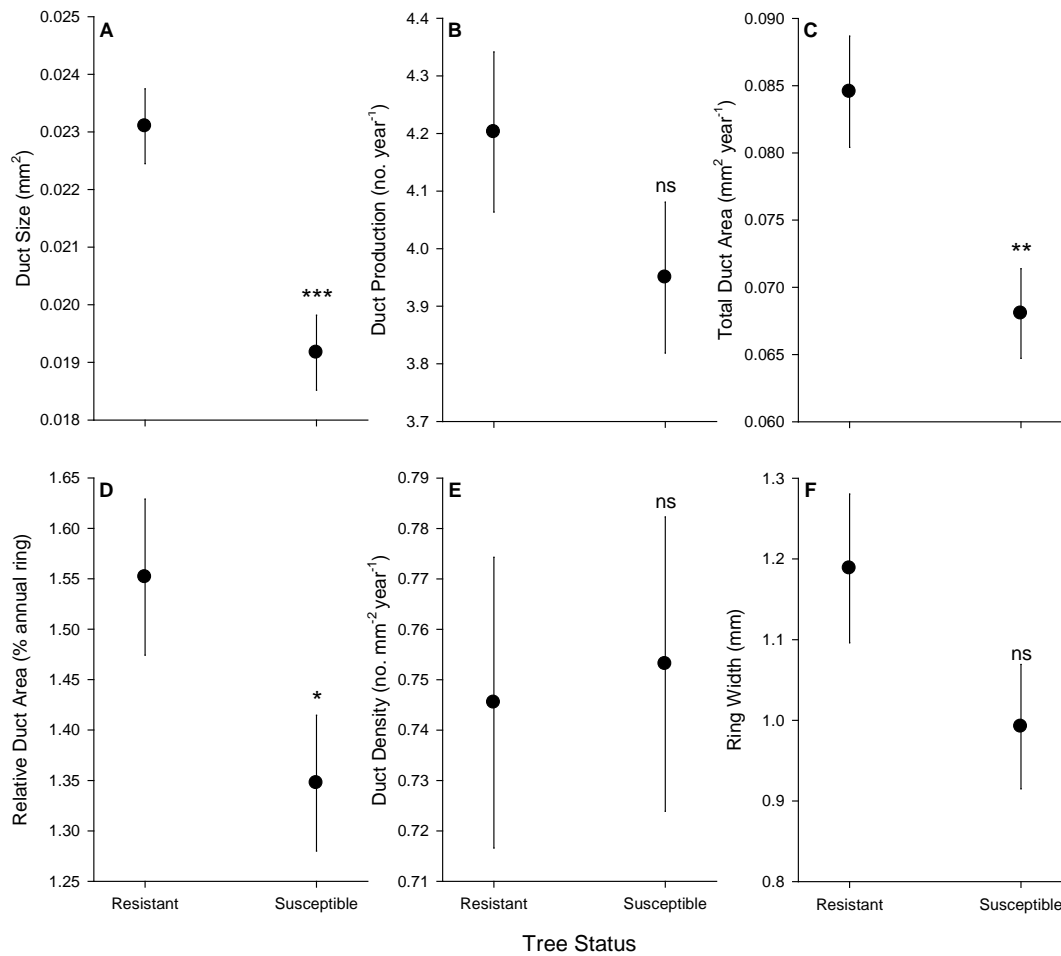 A
Duct Size (mm²)
0.025
0.024
0.023
0.022
0.021
0.020
0.019
0.018
***
B
Duct Production (no. year⁻¹)
4.4
4.3
4.2
4.1
4.0
3.9
3.8
3.7
ns
C
Total Duct Area (mm² year⁻¹)
0.090
0.085
0.080
0.075
0.070
0.065
0.060
**
D
Relative Duct Area (% annual ring)
1.65
1.60
1.55
1.50
1.45
1.40
1.35
1.30
1.25
*
Resistant
Susceptible
E
Duct Density (no. mm⁻² year⁻¹)
0.79
0.78
0.77
0.76
0.75
0.74
0.73
0.72
0.71
ns
Resistant
Susceptible
F
Ring Width (mm)
1.3
1.2
1.1
1.0
0.9
0.8
ns
Resistant
Susceptible
Tree Status